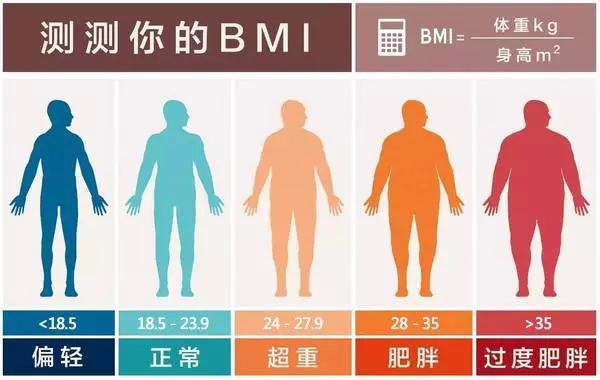 测测你的BMI
BMI=体重kg/身高m²
<18.5
18.5 - 23.9
24 - 27.9
28 - 35
>35
偏轻
正常
超重
肥胖
过度肥胖